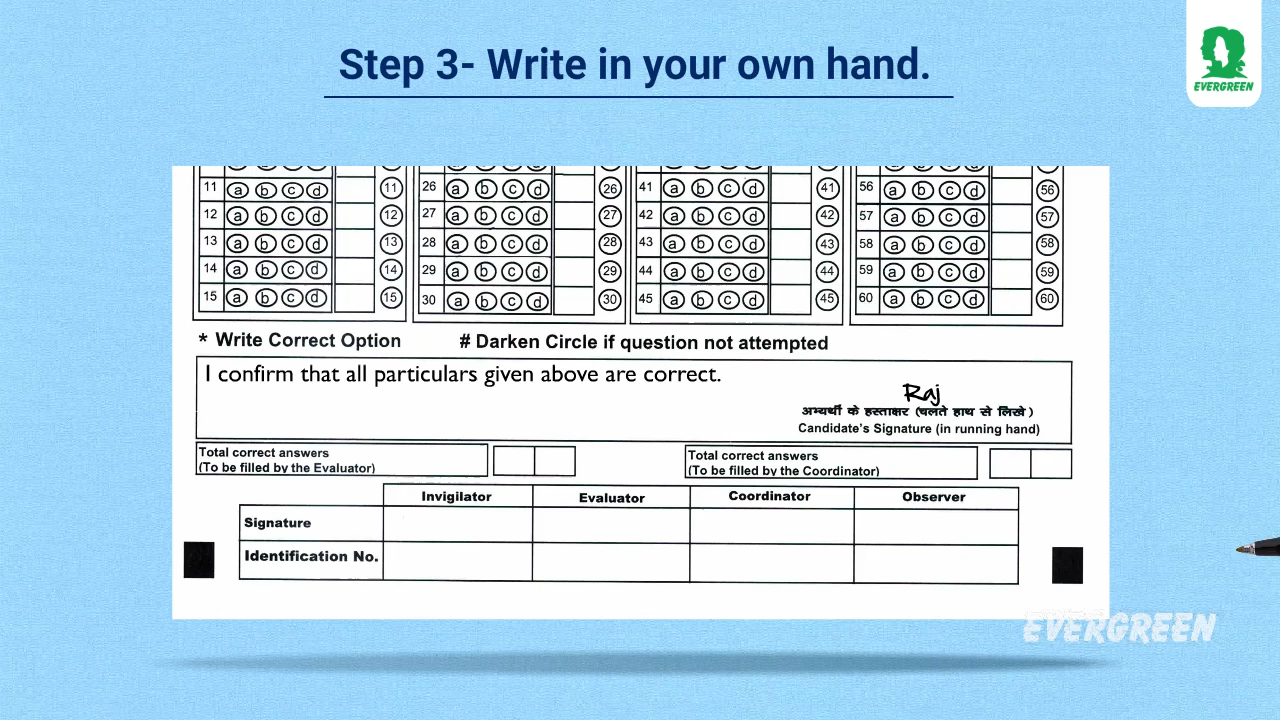 Step 3- Write in your own hand.
EVERGREEN
11 a b c d 11 26 a b c d 26 41 a b c d 41 56 a b c d 56
12 a b c d 12 27 a b c d 27 42 a b c d 42 57 a b c d 57
13 a b c d 13 28 a b c d 28 43 a b c d 43 58 a b c d 58
14 a b c d 14 29 a b c d 29 44 a b c d 44 59 a b c d 59
15 a b c d 15 30 a b c d 30 45 a b c d 45 60 a b c d 60
* Write Correct Option # Darken Circle if question not attempted
I confirm that all particulars given above are correct.
Raj
अभ्यर्थी के हस्ताक्षर (चलते हाथ से लिखे)
Candidate's Signature (in running hand)
Total correct answers
(To be filled by the Evaluator)
Total correct answers
(To be filled by the Coordinator)
Invigilator Evaluator Coordinator Observer
Signature
Identification No.
EVERGREEN